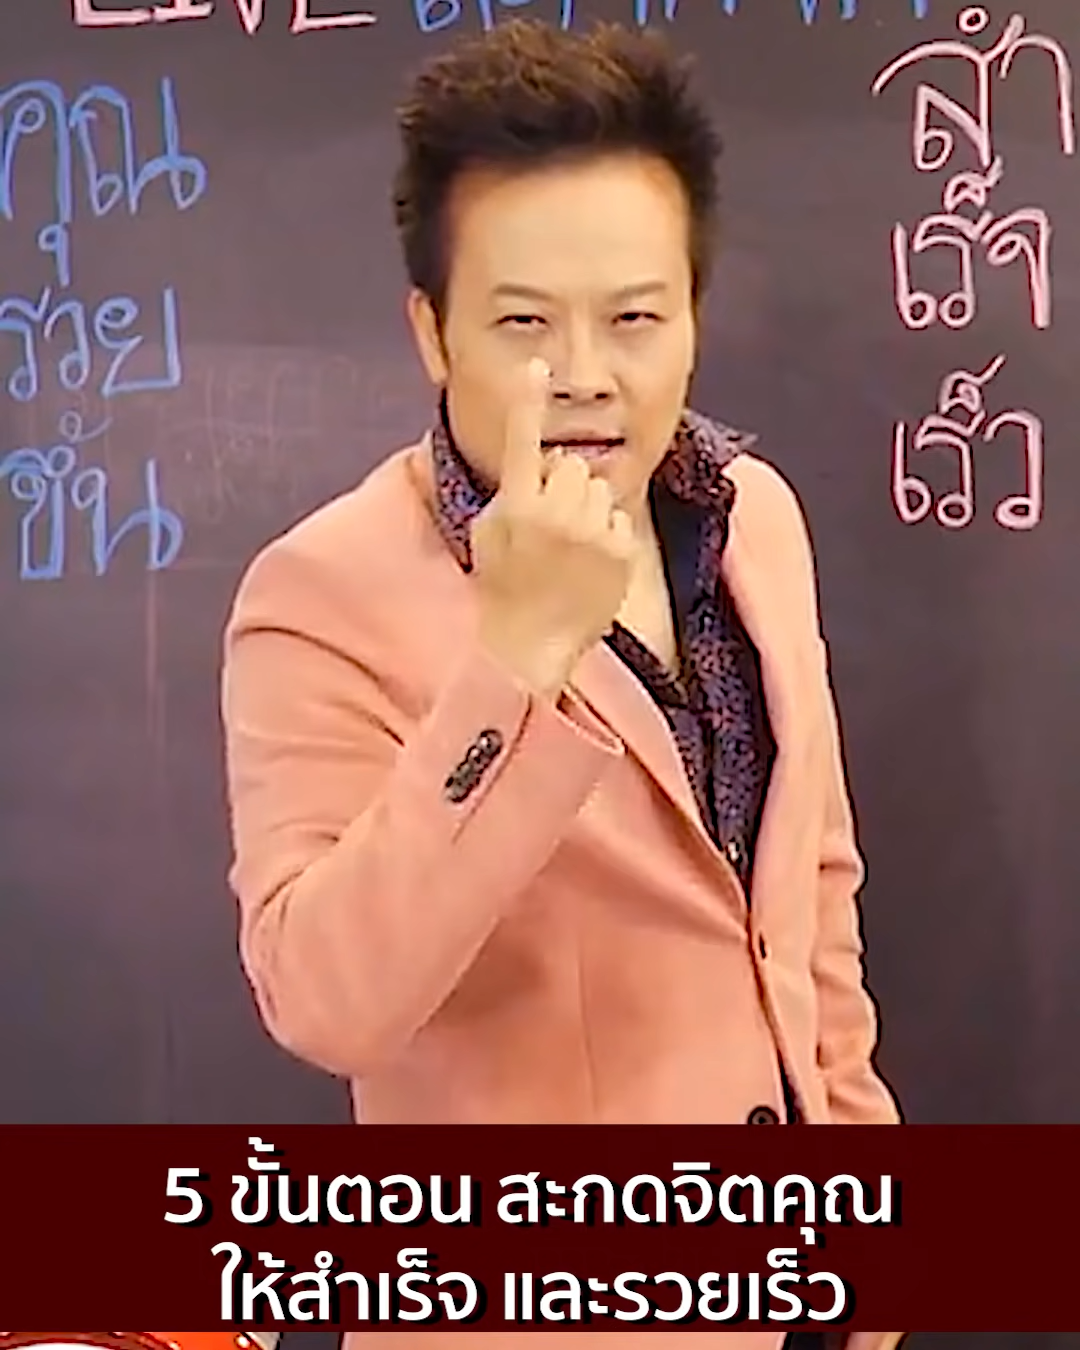 LIVE
คุณ
รวย
ขึ้น
สำ
เร็จ
เร็ว
5 ขั้นตอน สะกดจิตคุณ
ให้สำเร็จ และรวยเร็ว